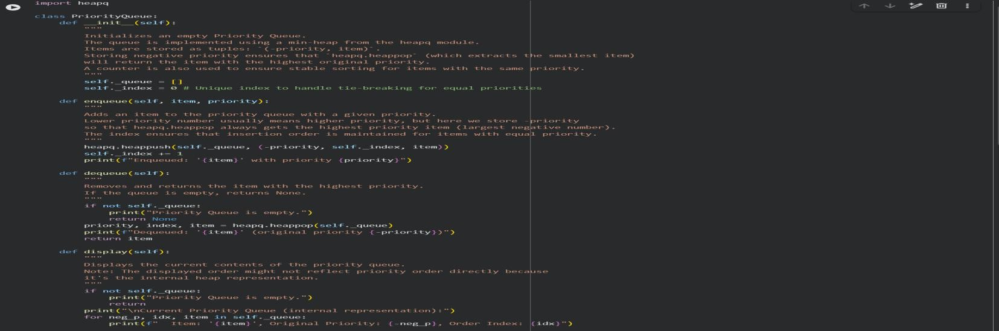 import heapq
class PriorityQueue:
    def __init__(self):
        """
        Initializes an empty Priority Queue.
        The queue is implemented using a min-heap from the heapq module.
        Items are stored as tuples: `(-priority, item)`.
        Storing negative priority ensures that `heapq.heappop` (which extracts the smallest item)
        will return the item with the highest original priority.
        A counter is also used to ensure stable sorting for items with the same priority.
        """
        self._queue = []
        self._index = 0 # Unique index to handle tie-breaking for equal priorities
    def enqueue(self, item, priority):
        """
        Adds an item to the priority queue with a given priority.
        Lower priority number usually means higher priority, but here we store -priority
        so that heapq.heappop always gets the highest priority item (largest negative number).
        The index ensures that insertion order is maintained for items with equal priority.
        """
        heapq.heappush(self._queue, (-priority, self._index, item))
        self._index += 1
        print(f"Enqueued: '{item}' with priority {priority}")
    def dequeue(self):
        """
        Removes and returns the item with the highest priority.
        If the queue is empty, returns None.
        """
        if not self._queue:
            print("Priority Queue is empty.")
            return None
        priority, index, item = heapq.heappop(self._queue)
        print(f"Dequeued: '{item}' (original priority {-priority})")
        return item
    def display(self):
        """
        Displays the current contents of the priority queue.
        Note: The displayed order might not reflect priority order directly because
        it's the internal heap representation.
        """
        if not self._queue:
            print("Priority Queue is empty.")
            return
        print("\nCurrent Priority Queue (internal representation):")
        for neg_p, idx, item in self._queue:
            print(f"  Item: '{item}', Original Priority: {-neg_p}, Order Index: {idx}")